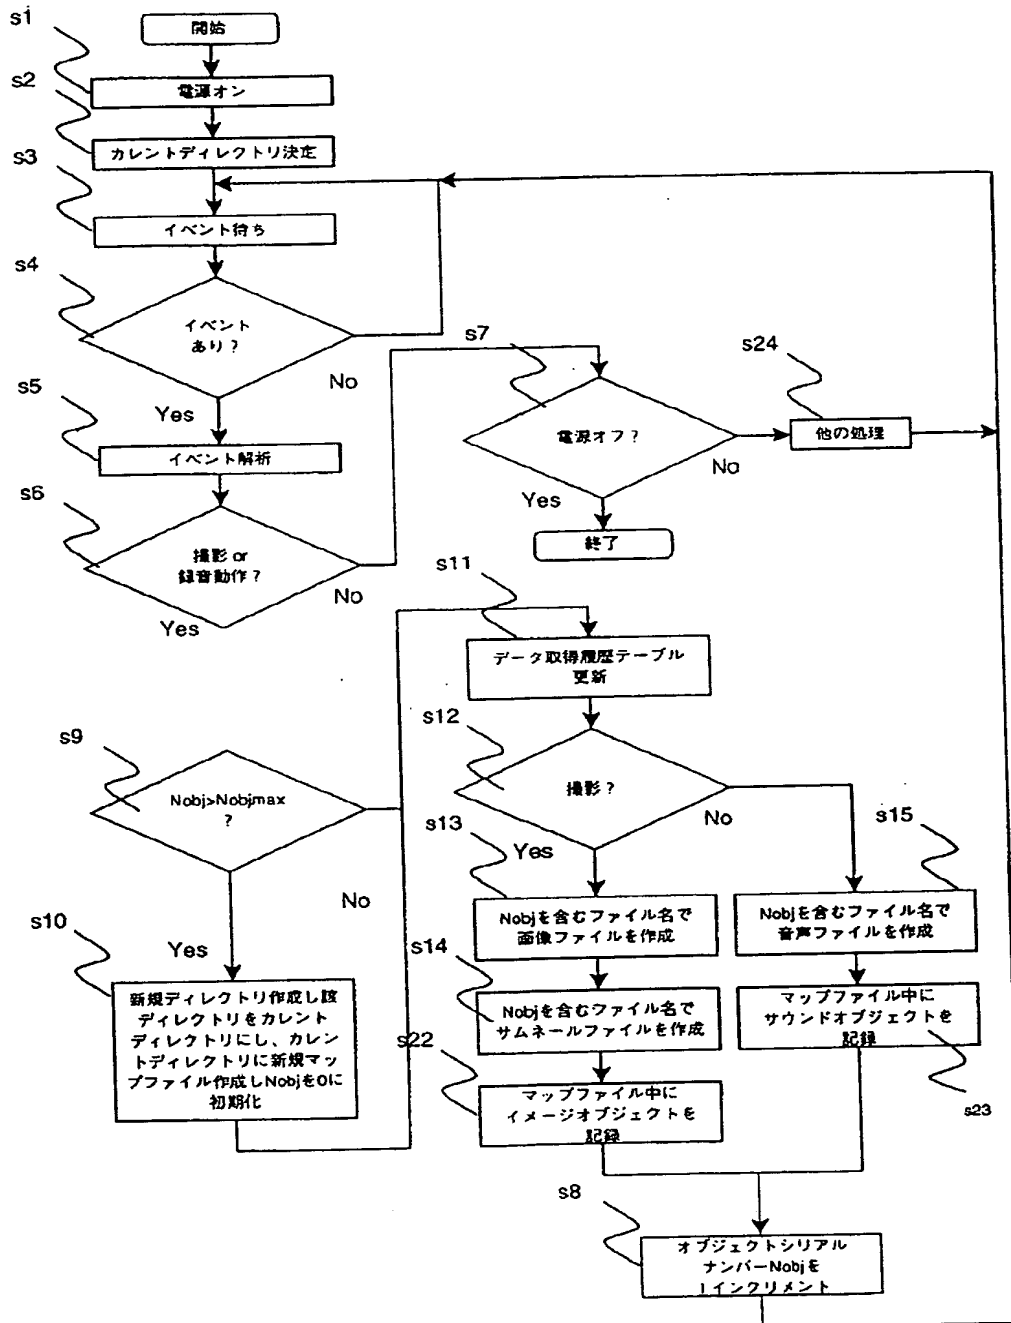 s1
開始
s2
電源オン
カレントディレクトリ決定
s3
イベント待ち
s4
イベント
あり?
No
Yes
s5
イベント解析
s6
撮影 or
録音動作?
No
Yes
s7
電源オフ?
No
Yes
s24
他の処理
終了
s9
Nobj>Nobjmax
?
No
Yes
s10
新規ディレクトリ作成し該
ディレクトリをカレント
ディレクトリにし、カレン
トディレクトリに新規マッ
プファイル作成しNobjを0に
初期化
s11
データ取得履歴テーブル
更新
s12
撮影?
No
Yes
s13
Nobjを含むファイル名で
画像ファイルを作成
s14
Nobjを含むファイル名で
サムネールファイルを作成
s22
マップファイル中に
イメージオブジェクトを
記録
s15
Nobjを含むファイル名で
音声ファイルを作成
マップファイル中に
サウンドオブジェクトを
記録
s23
s8
オブジェクトシリアル
ナンバーNobjを
1インクリメント